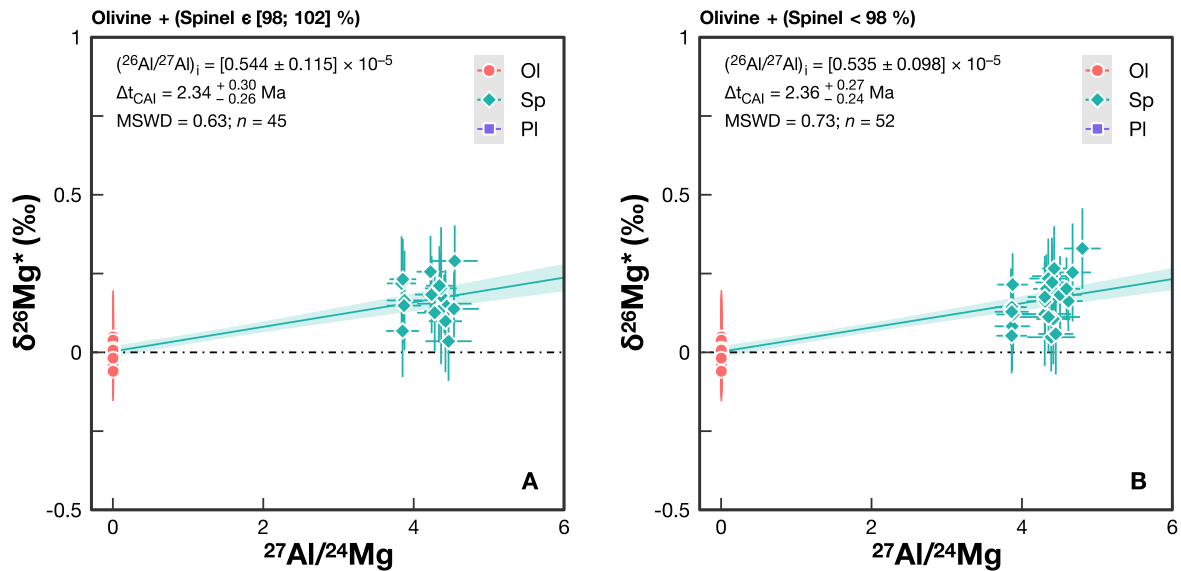 Olivine + (Spinel ϵ [98; 102] %)
(²⁶Al/²⁷Al)ᵢ = [0.544 ± 0.115] × 10⁻⁵
Δt_CAI = 2.34 + 0.30 − 0.26 Ma
MSWD = 0.63; n = 45
Ol
Sp
Pl
1
0.5
0
-0.5
δ²⁶Mg* (‰)
A
0 2 4 6
²⁷Al/²⁴Mg
Olivine + (Spinel < 98 %)
(²⁶Al/²⁷Al)ᵢ = [0.535 ± 0.098] × 10⁻⁵
Δt_CAI = 2.36 + 0.27 − 0.24 Ma
MSWD = 0.73; n = 52
Ol
Sp
Pl
1
0.5
0
-0.5
δ²⁶Mg* (‰)
B
0 2 4 6
²⁷Al/²⁴Mg